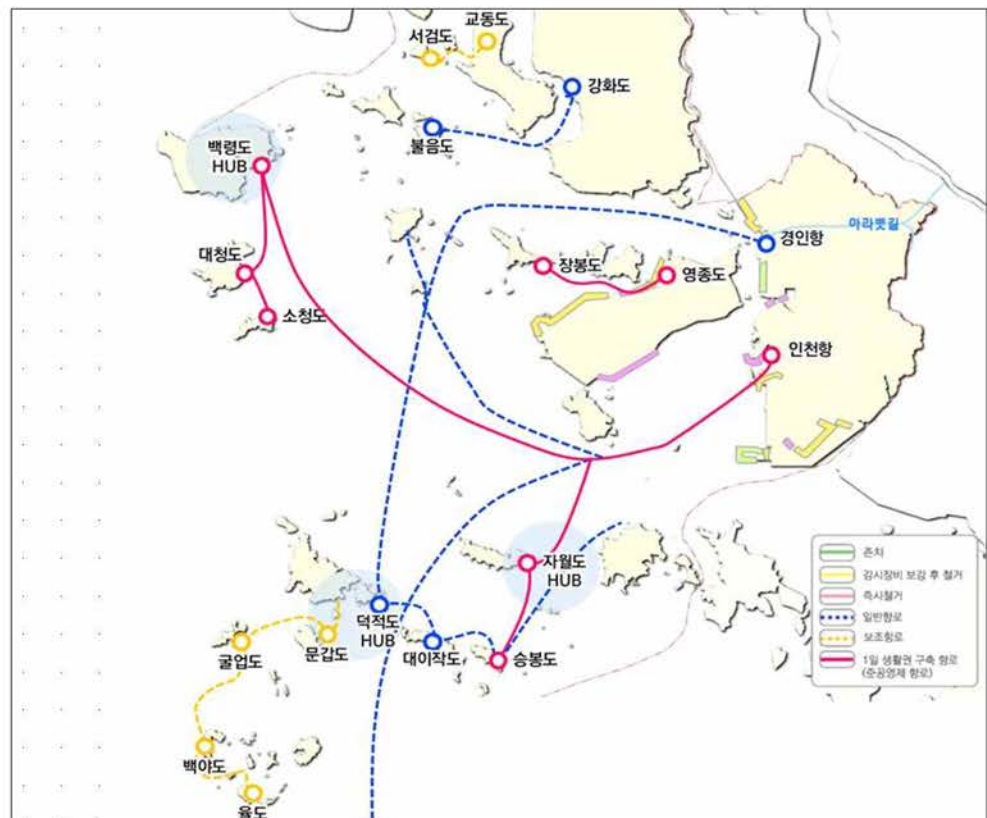 교동도
서검도
강화도
불음도
백령도
HUB
아라뱃길
경인항
대청도
장봉도
영종도
소청도
인천항
자월도
HUB
덕적도
HUB
문갑도
굴업도
대이작도
승봉도
백야도
율도
존치
감시장비 보강 후 철거
즉시철거
일반항로
보조항로
1일 생활권 구축 항로
(준공영제 항로)